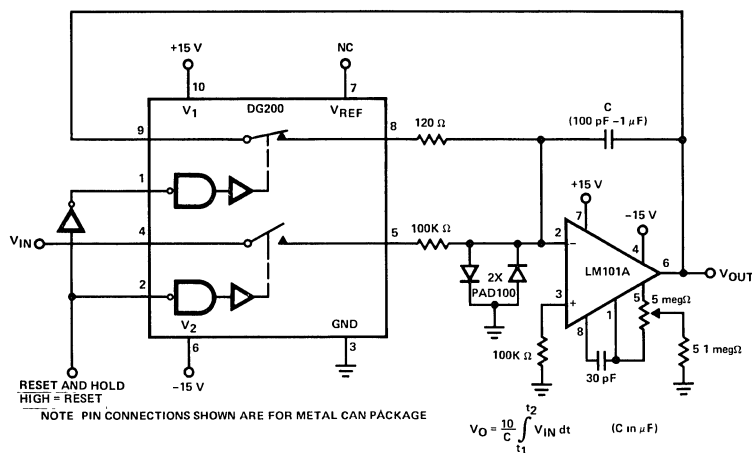 +15 V
NC
C
(100 pF –1 µF)
10
7
V1
DG200
VREF
9
8
120 Ω
1
+15 V
7
–15 V
VIN
4
5
100K Ω
2
–
4
6
LM101A
VOUT
2X
PAD100
2
3
+
5
5 megΩ
1
8
V2
GND
6
3
100K Ω
30 pF
5 1 megΩ
–15 V
RESET AND HOLD
HIGH = RESET
NOTE PIN CONNECTIONS SHOWN ARE FOR METAL CAN PACKAGE
VO = 10/C ∫ t1 t2 VIN dt (C in µF)